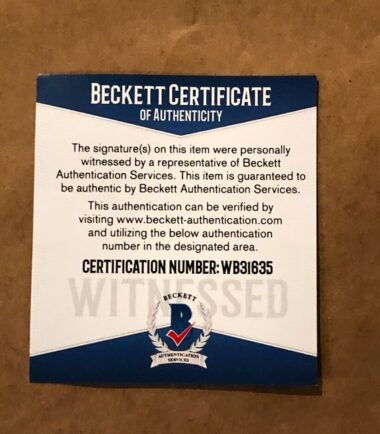 BECKETT CERTIFICATE
OF AUTHENTICITY
The signature(s) on this item were personally
witnessed by a representative of Beckett
Authentication Services. This item is guaranteed to
be authentic by Beckett Authentication Services.
This authentication can be verified by
visiting www.beckett-authentication.com
and utilizing the below authentication
number in the designated area.
CERTIFICATION NUMBER: WB31635
WITNESSED
BECKETT
B
AUTHENTICATION
SERVICES